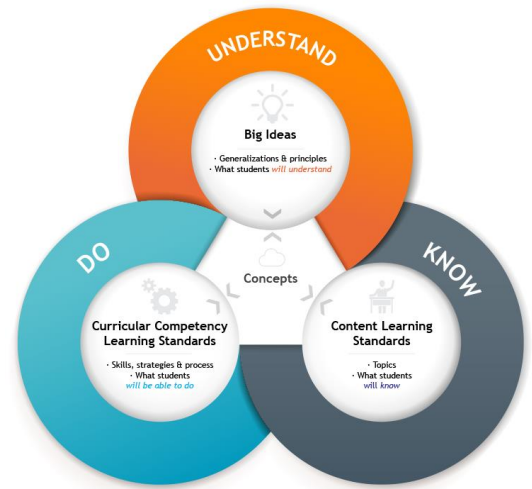 UNDERSTAND
Big Ideas
· Generalizations & principles
· What students will understand
DO
KNOW
Concepts
Curricular Competency
Learning Standards
· Skills, strategies & process
· What students
will be able to do
Content Learning
Standards
· Topics
· What students
will know